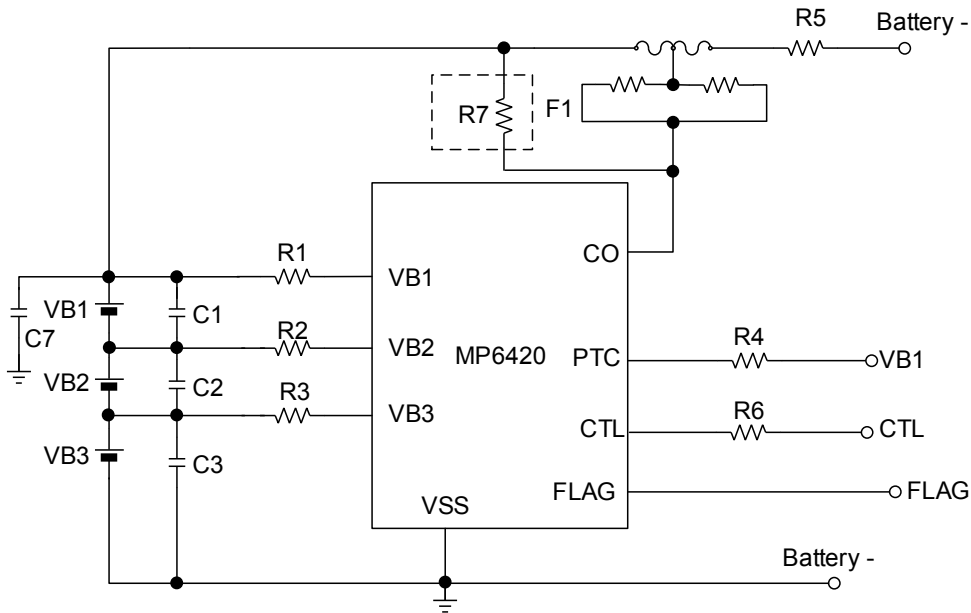 R5
Battery -
R7
F1
R1
CO
VB1
VB1
C1
C7
R2
R4
VB2
MP6420
PTC
VB1
VB2
C2
R3
R6
VB3
CTL
CTL
VB3
C3
FLAG
FLAG
VSS
Battery -